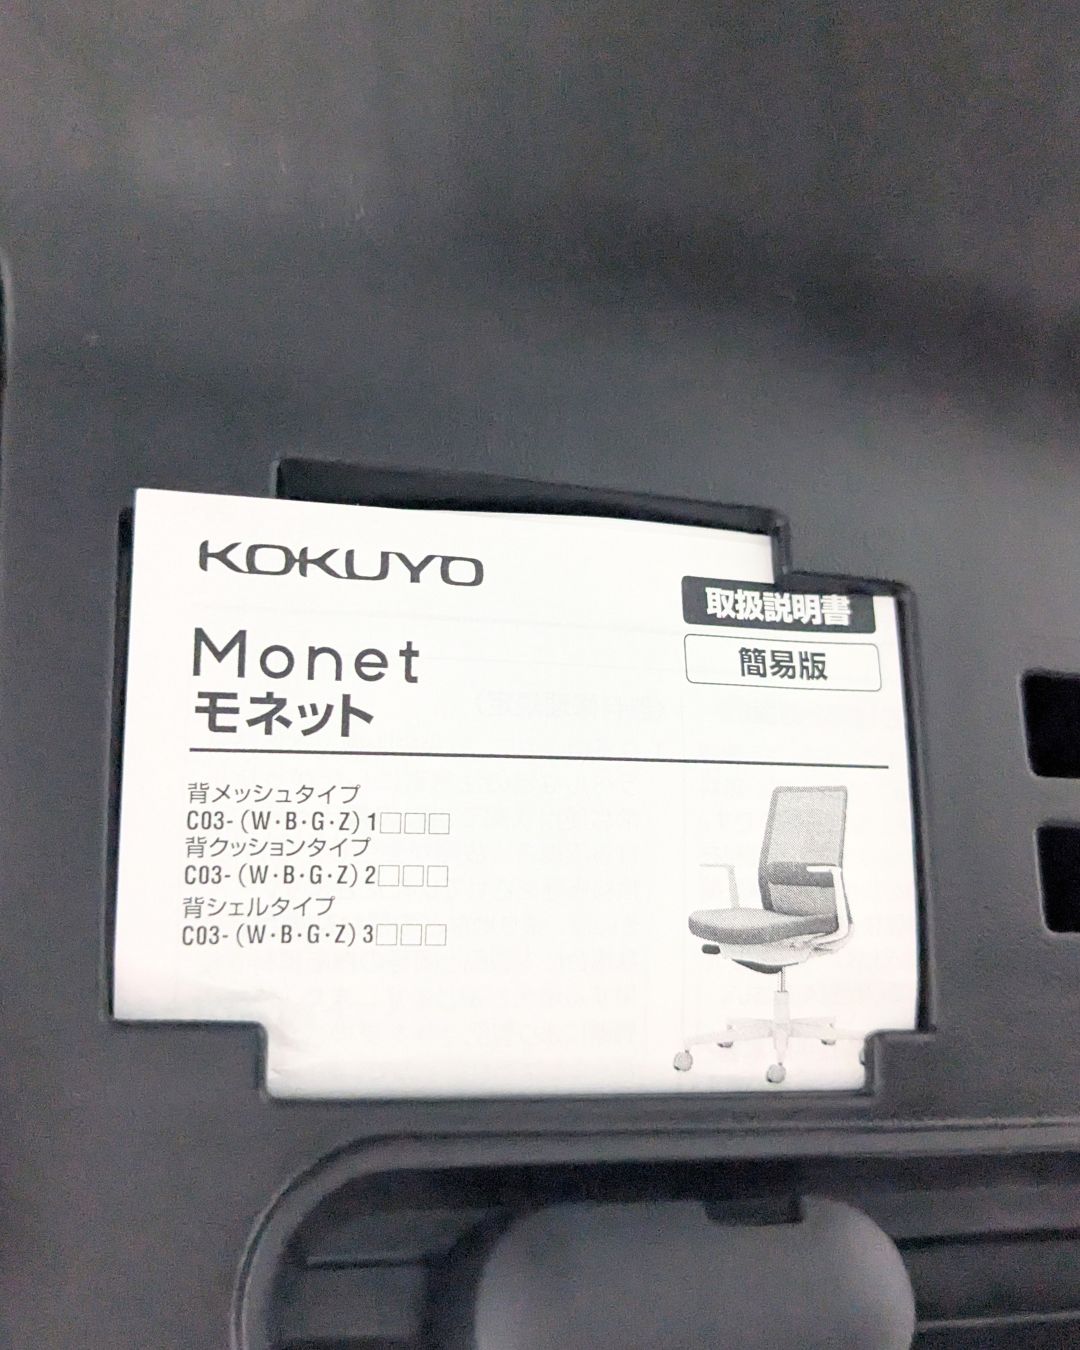 KOKUYO
取扱説明書
簡易版
Monet
モネット
背メッシュタイプ
C03-(W・B・G・Z)1□□□
背クッションタイプ
C03-(W・B・G・Z)2□□□
背シェルタイプ
C03-(W・B・G・Z)3□□□